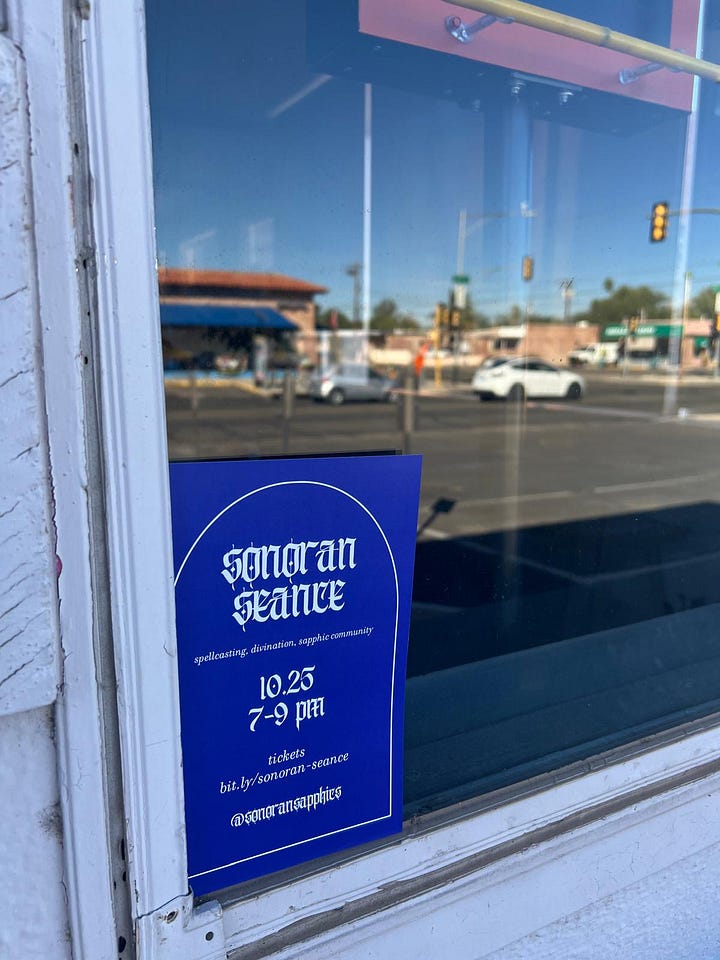 sonoran
seance
spellcasting, divination, sapphic community
10.25
7-9 pm
tickets
bit.ly/sonoran-seance
@sonoransapphics